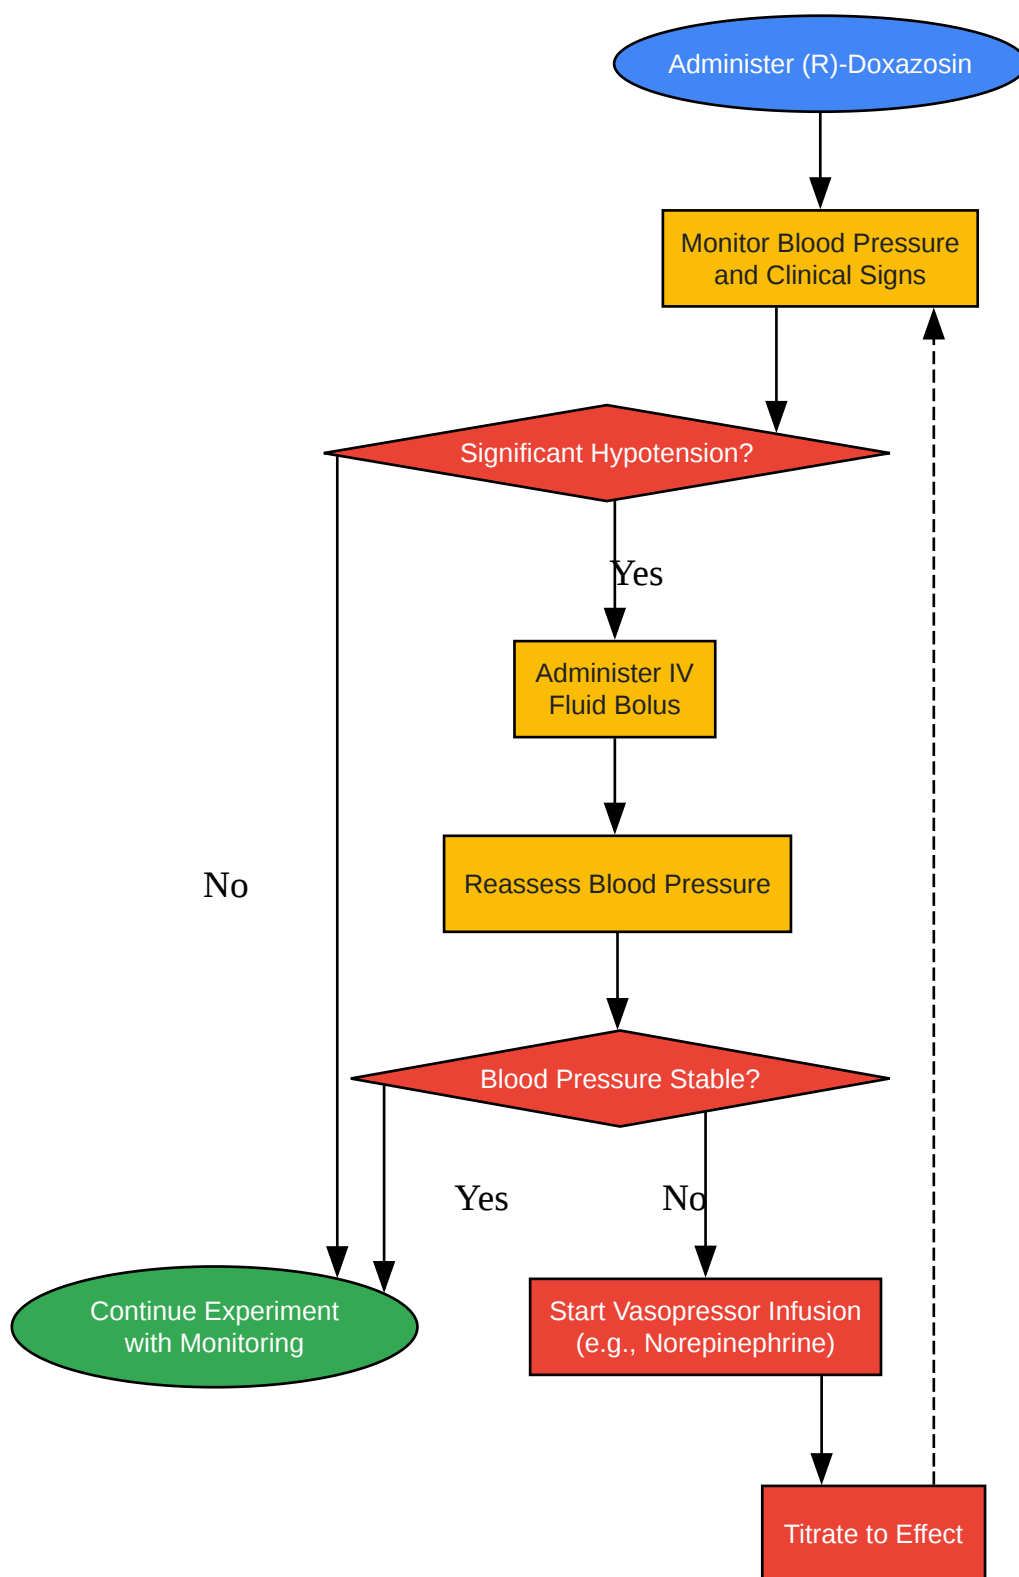 Administer (R)-Doxazosin
Monitor Blood Pressure
and Clinical Signs
Significant Hypotension?
Yes
Administer IV
Fluid Bolus
No
Reassess Blood Pressure
Blood Pressure Stable?
Yes
No
Continue Experiment
with Monitoring
Start Vasopressor Infusion
(e.g., Norepinephrine)
Titrate to Effect